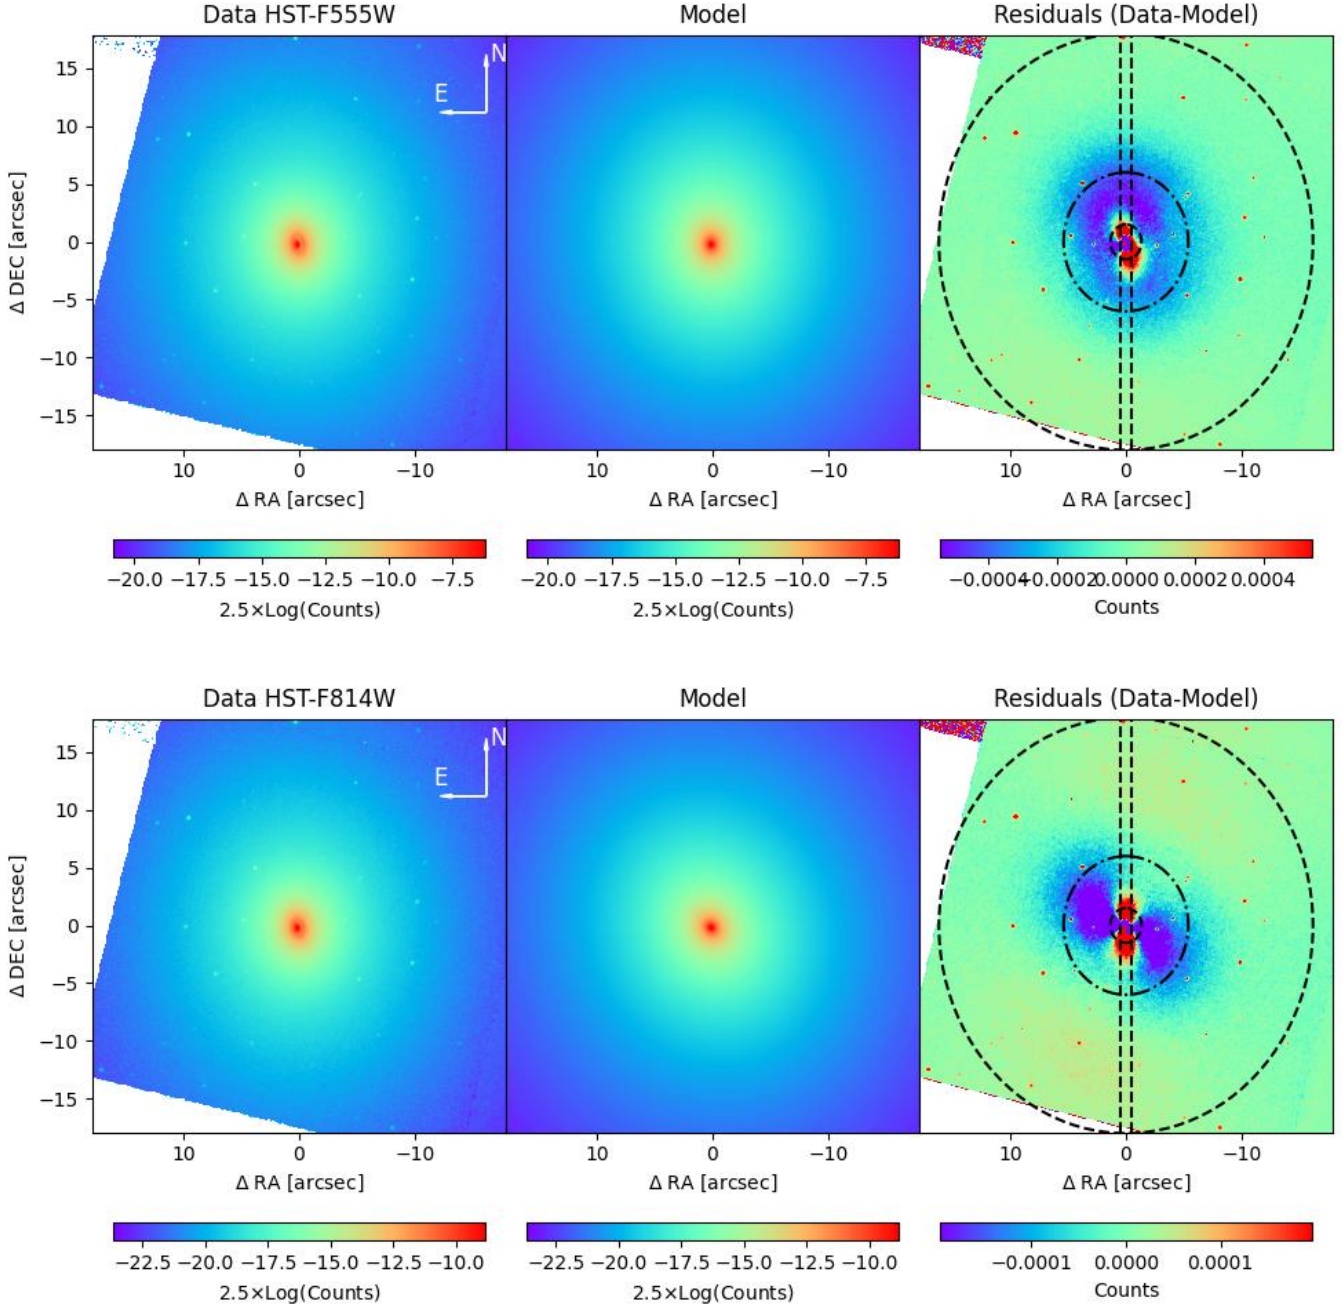 Data HST-F555W Model Residuals (Data-Model)
N
E
15
10
5
0
−5
−10
−15
Δ DEC [arcsec]
10 0 −10 10 0 −10 10 0 −10
Δ RA [arcsec] Δ RA [arcsec] Δ RA [arcsec]
−20.0 −17.5 −15.0 −12.5 −10.0 −7.5 −20.0 −17.5 −15.0 −12.5 −10.0 −7.5 −0.0004 −0.0002 0.0000 0.0002 0.0004
2.5×Log(Counts) 2.5×Log(Counts) Counts
Data HST-F814W Model Residuals (Data-Model)
N
E
15
10
5
0
−5
−10
−15
Δ DEC [arcsec]
10 0 −10 10 0 −10 10 0 −10
Δ RA [arcsec] Δ RA [arcsec] Δ RA [arcsec]
−22.5 −20.0 −17.5 −15.0 −12.5 −10.0 −22.5 −20.0 −17.5 −15.0 −12.5 −10.0 −0.0001 0.0000 0.0001
2.5×Log(Counts) 2.5×Log(Counts) Counts